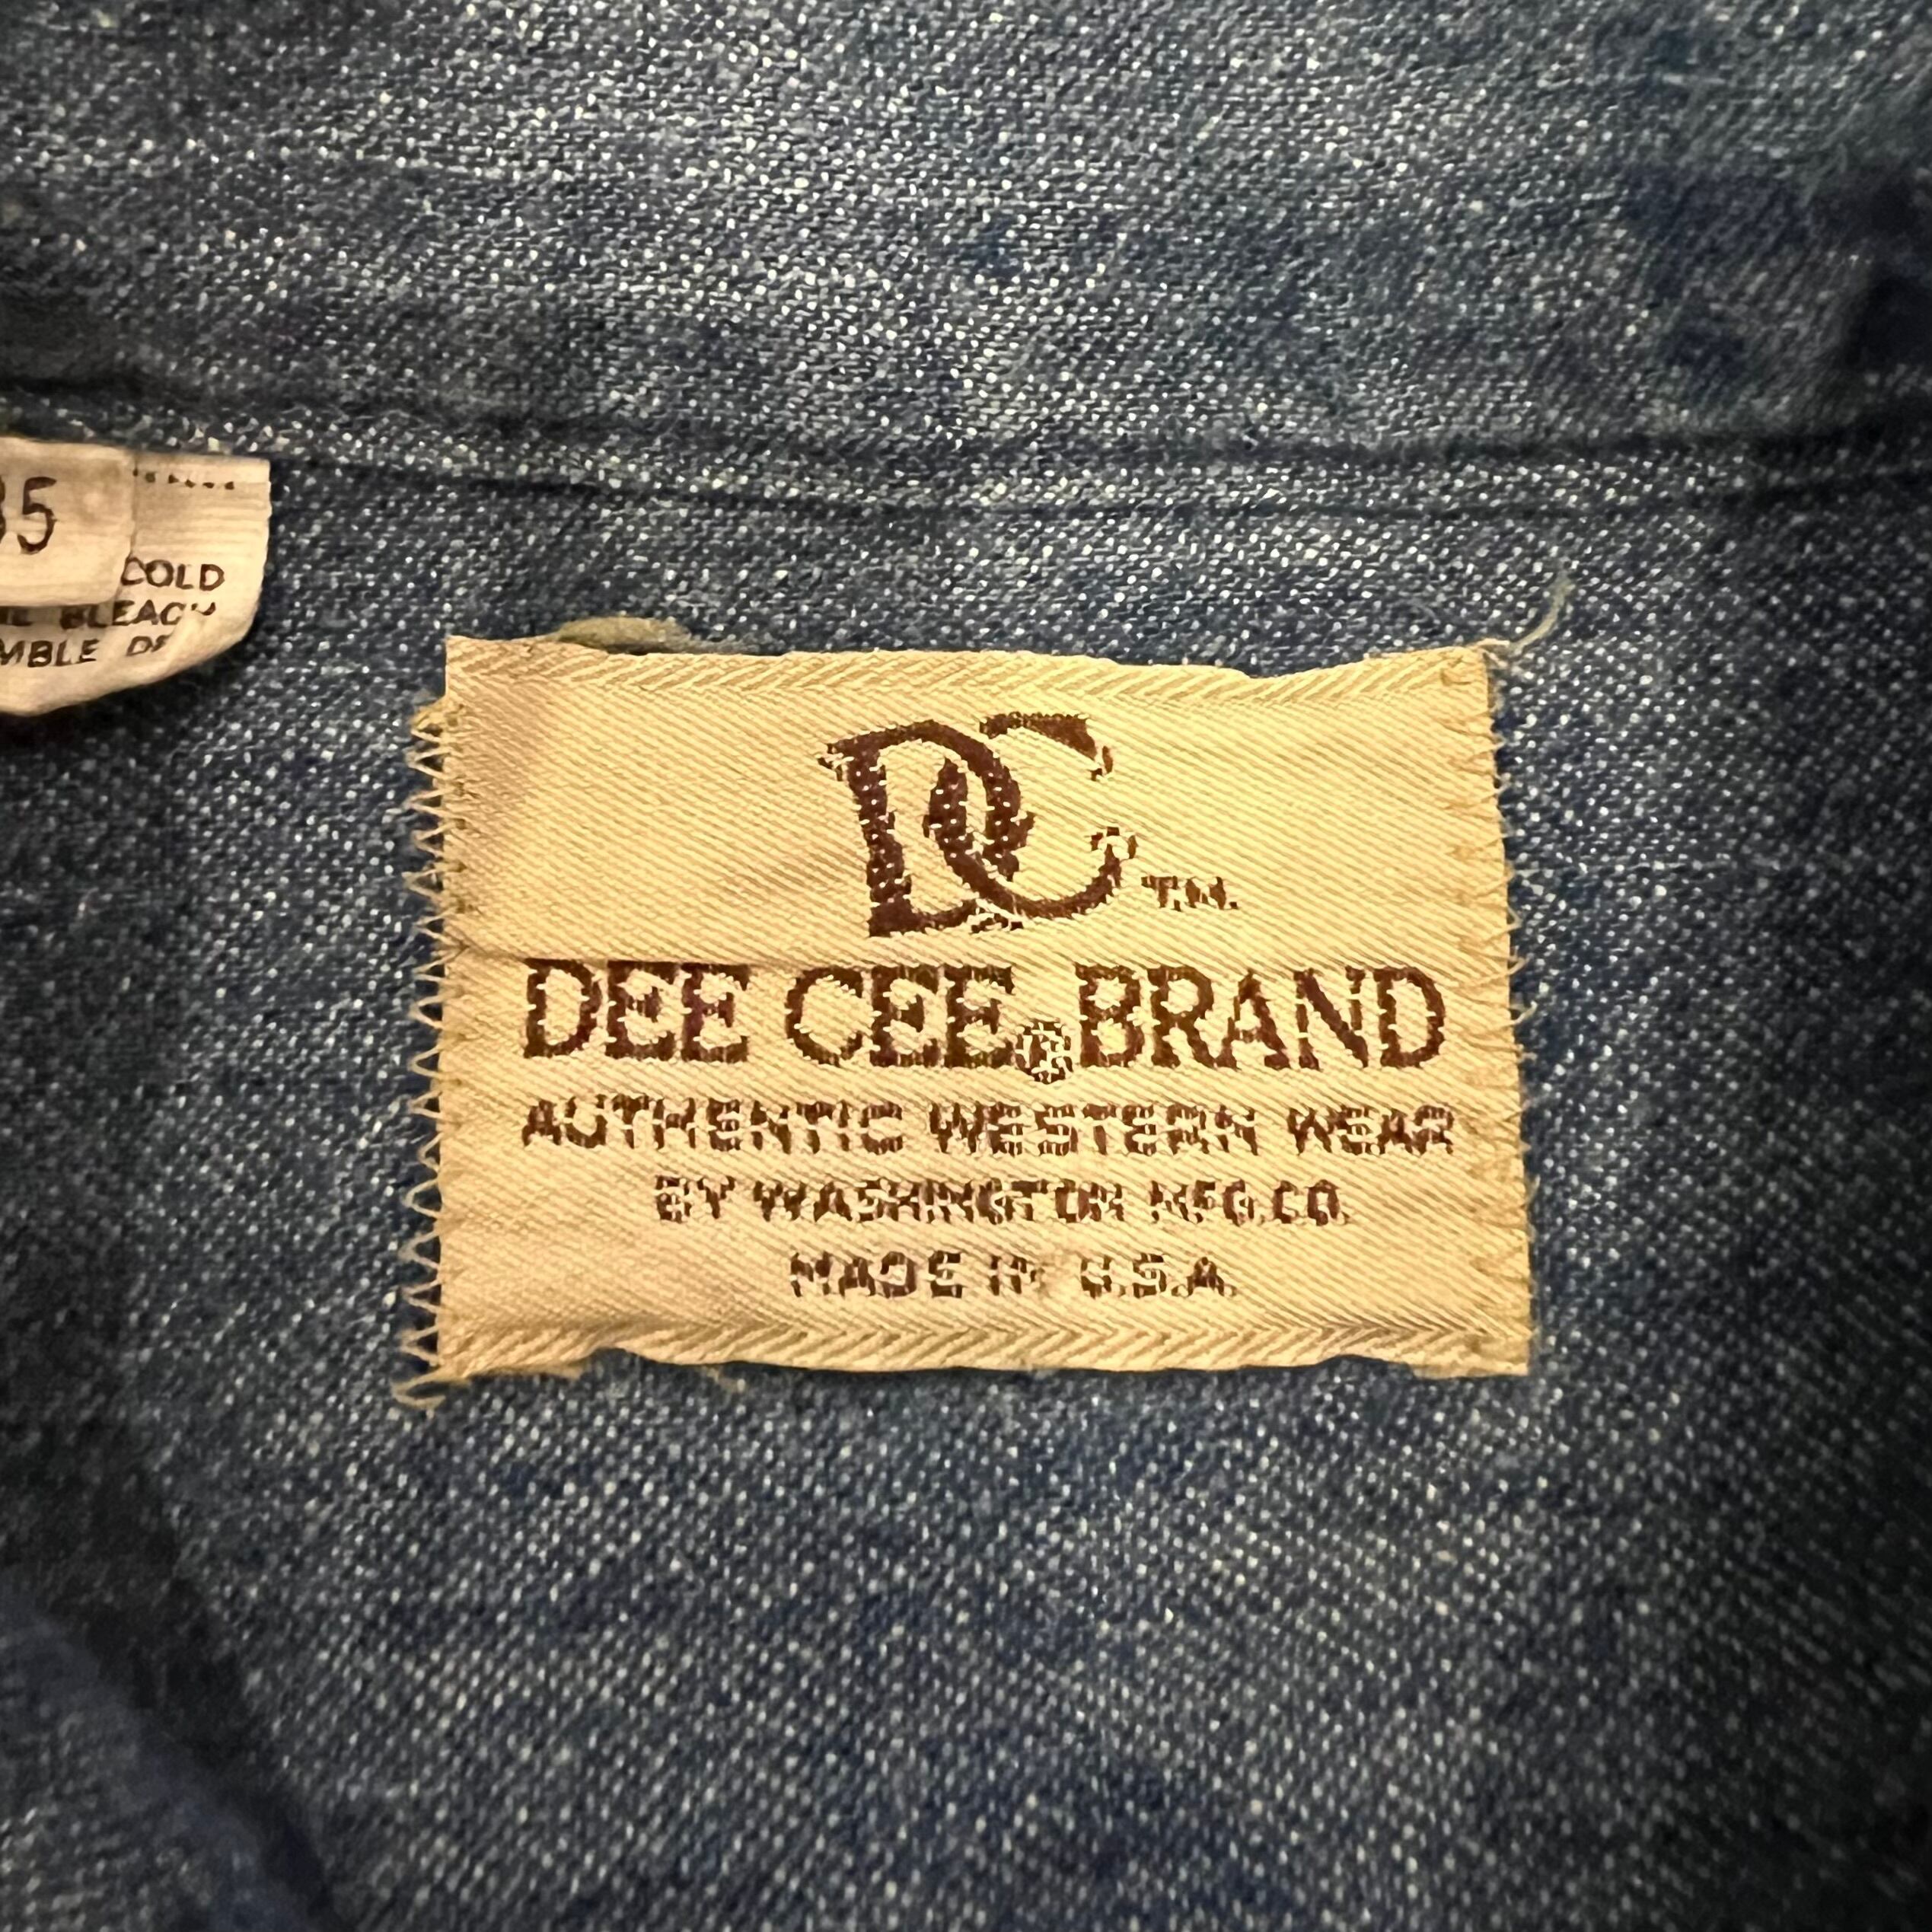 35
COLD
BLEACH
DC T.M.
DEE CEE® BRAND
AUTHENTIC WESTERN WEAR
BY WASHINGTON MFG.CO.
MADE IN U.S.A.